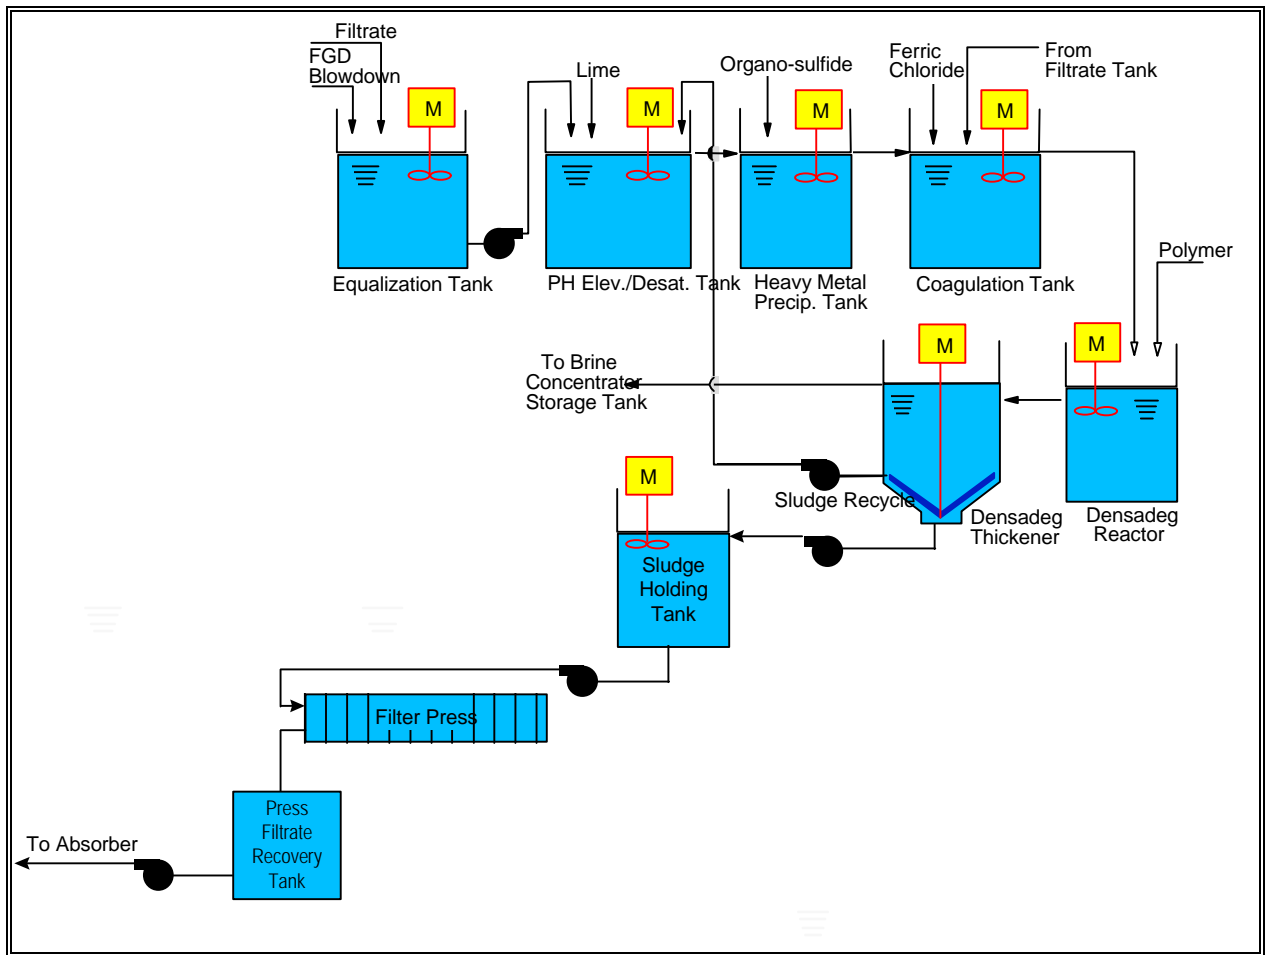 Filtrate
FGD
Blowdown
M
Lime
M
Organo-sulfide
M
Ferric
Chloride
M
From
Filtrate Tank
Equalization Tank
PH Elev./Desat. Tank
Heavy Metal
Precip. Tank
Coagulation Tank
Polymer
To Brine
Concentrator
Storage Tank
M
M
Sludge Recycle
Densadeg
Thickener
Densadeg
Reactor
M
Sludge
Holding
Tank
Filter Press
Press
Filtrate
Recovery
Tank
To Absorber